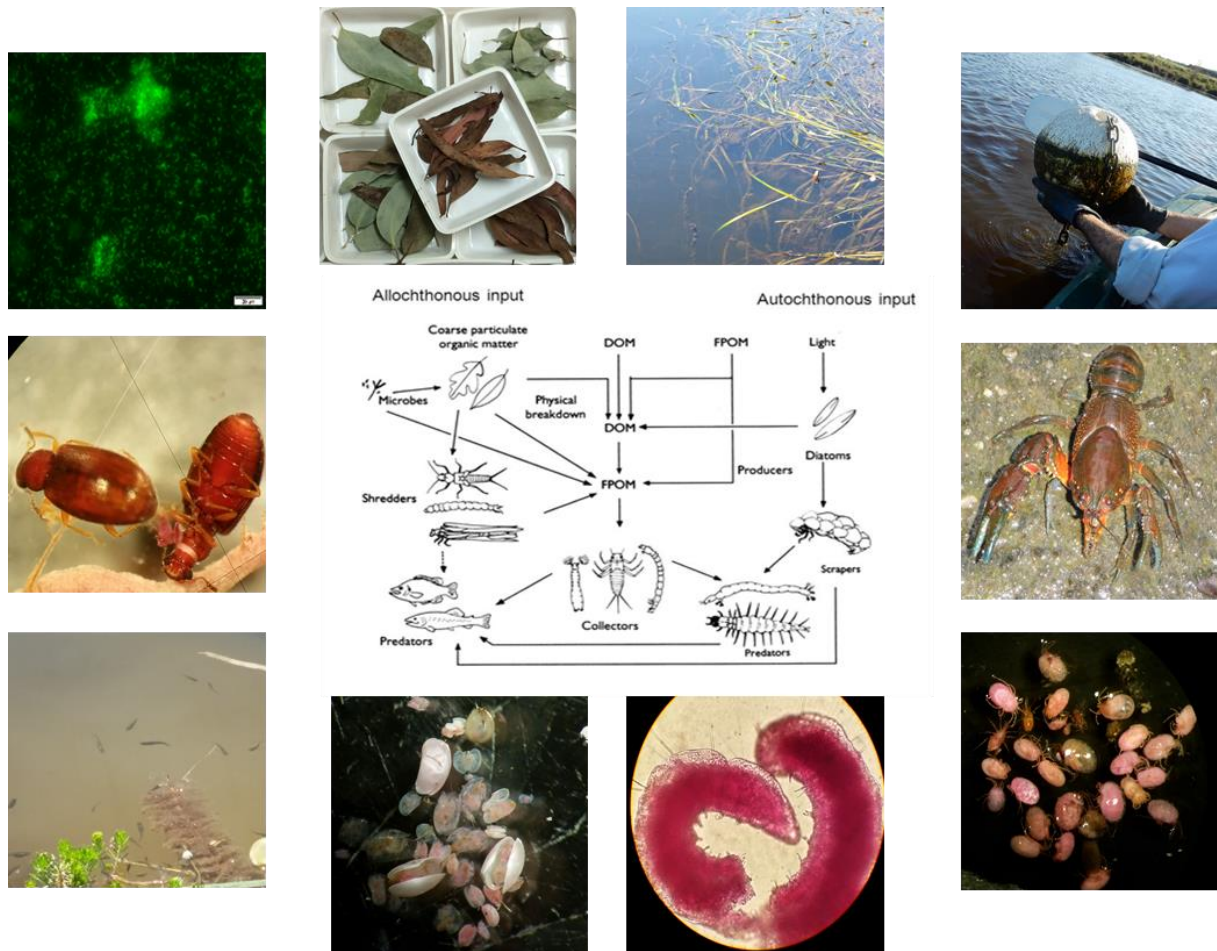 Allochthonous input
Autochthonous input
Coarse particulate
organic matter
DOM
FPOM
Light
Microbes
Physical
breakdown
DOM
Diatoms
Producers
FPOM
Shredders
Scrapers
Collectors
Predators
Predators